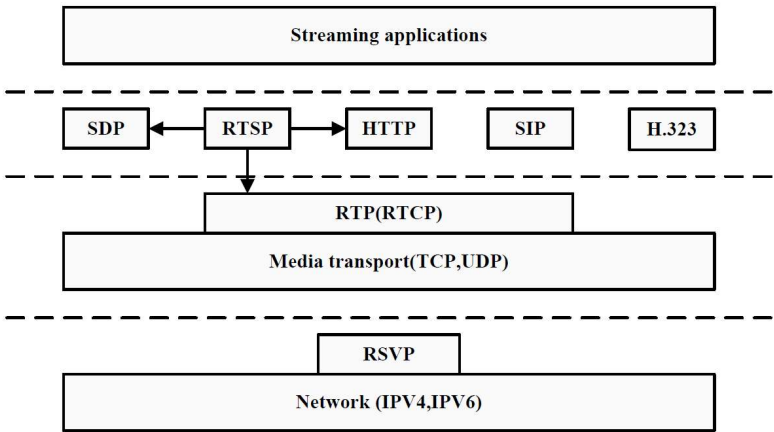 Streaming applications
SDP RTSP HTTP SIP H.323
RTP(RTCP)
Media transport(TCP,UDP)
RSVP
Network (IPV4,IPV6)